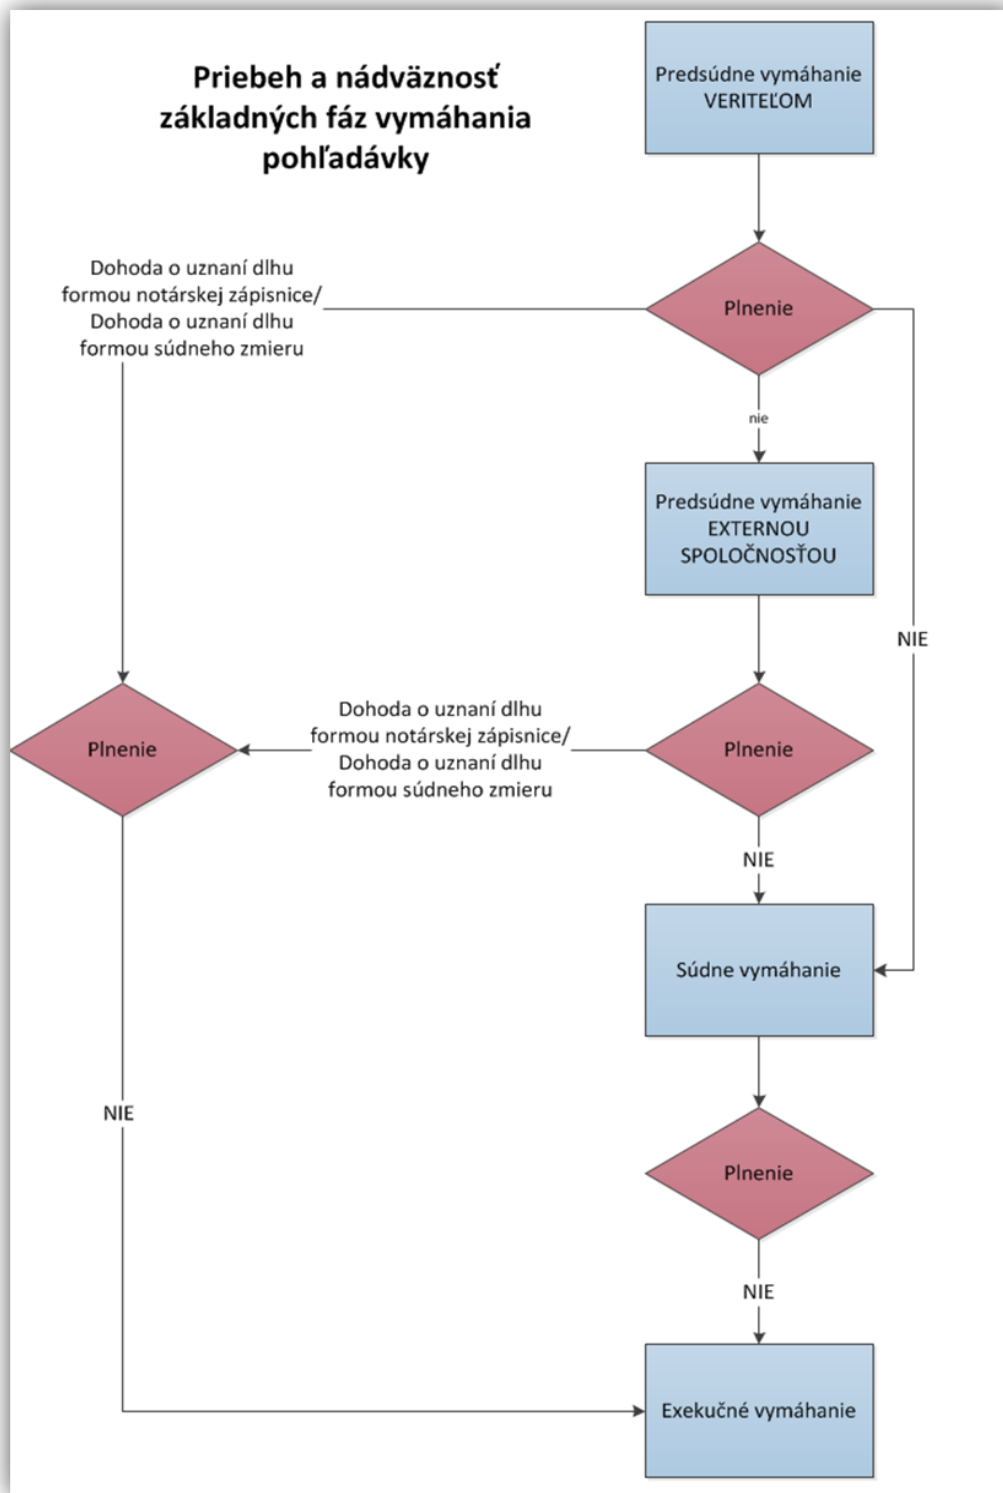 Priebeh a nádväznosť
základných fáz vymáhania
pohľadávky
Predsúdne vymáhanie
VERITEĽOM
Dohoda o uznaní dlhu
formou notárskej zápisnice/
Dohoda o uznaní dlhu
formou súdneho zmieru
Plnenie
nie
Predsúdne vymáhanie
EXTERNOU
SPOLOČNOSŤOU
NIE
Plnenie
Dohoda o uznaní dlhu
formou notárskej zápisnice/
Dohoda o uznaní dlhu
formou súdneho zmieru
Plnenie
NIE
Súdne vymáhanie
NIE
Plnenie
NIE
Exekučné vymáhanie